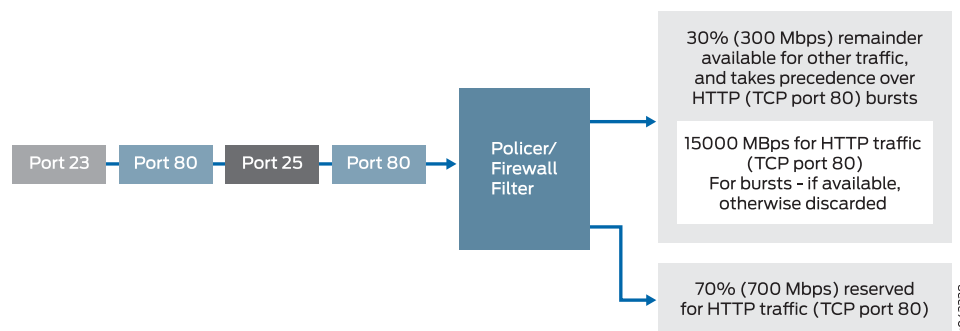 30% (300 Mbps) remainder
available for other traffic,
and takes precedence over
HTTP (TCP port 80) bursts
Port 23
Port 80
Port 25
Port 80
Policer/
Firewall
Filter
15000 MBps for HTTP traffic
(TCP port 80)
For bursts - if available,
otherwise discarded
70% (700 Mbps) reserved
for HTTP traffic (TCP port 80)